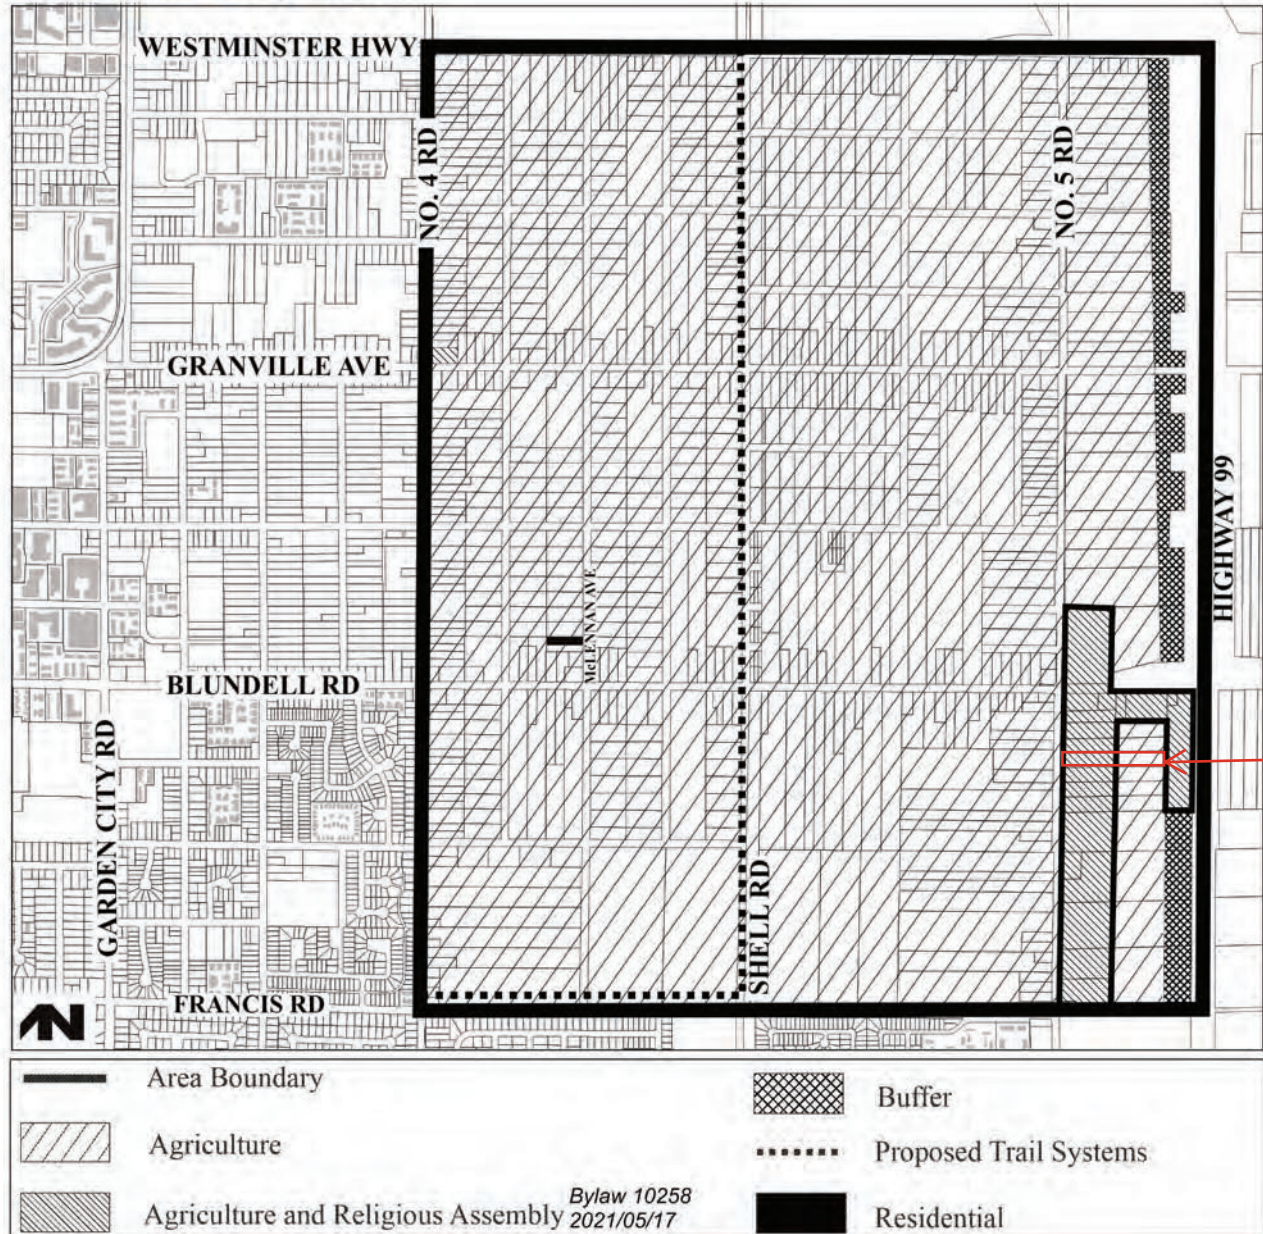 WESTMINSTER HWY
NO. 4 RD
NO. 5 RD
GRANVILLE AVE
HIGHWAY 99
McLENNAN AVE
BLUNDELL RD
GARDEN CITY RD
SHELL RD
FRANCIS RD
N
Area Boundary
Buffer
Agriculture
Proposed Trail Systems
Agriculture and Religious Assembly
Bylaw 10258
2021/05/17
Residential